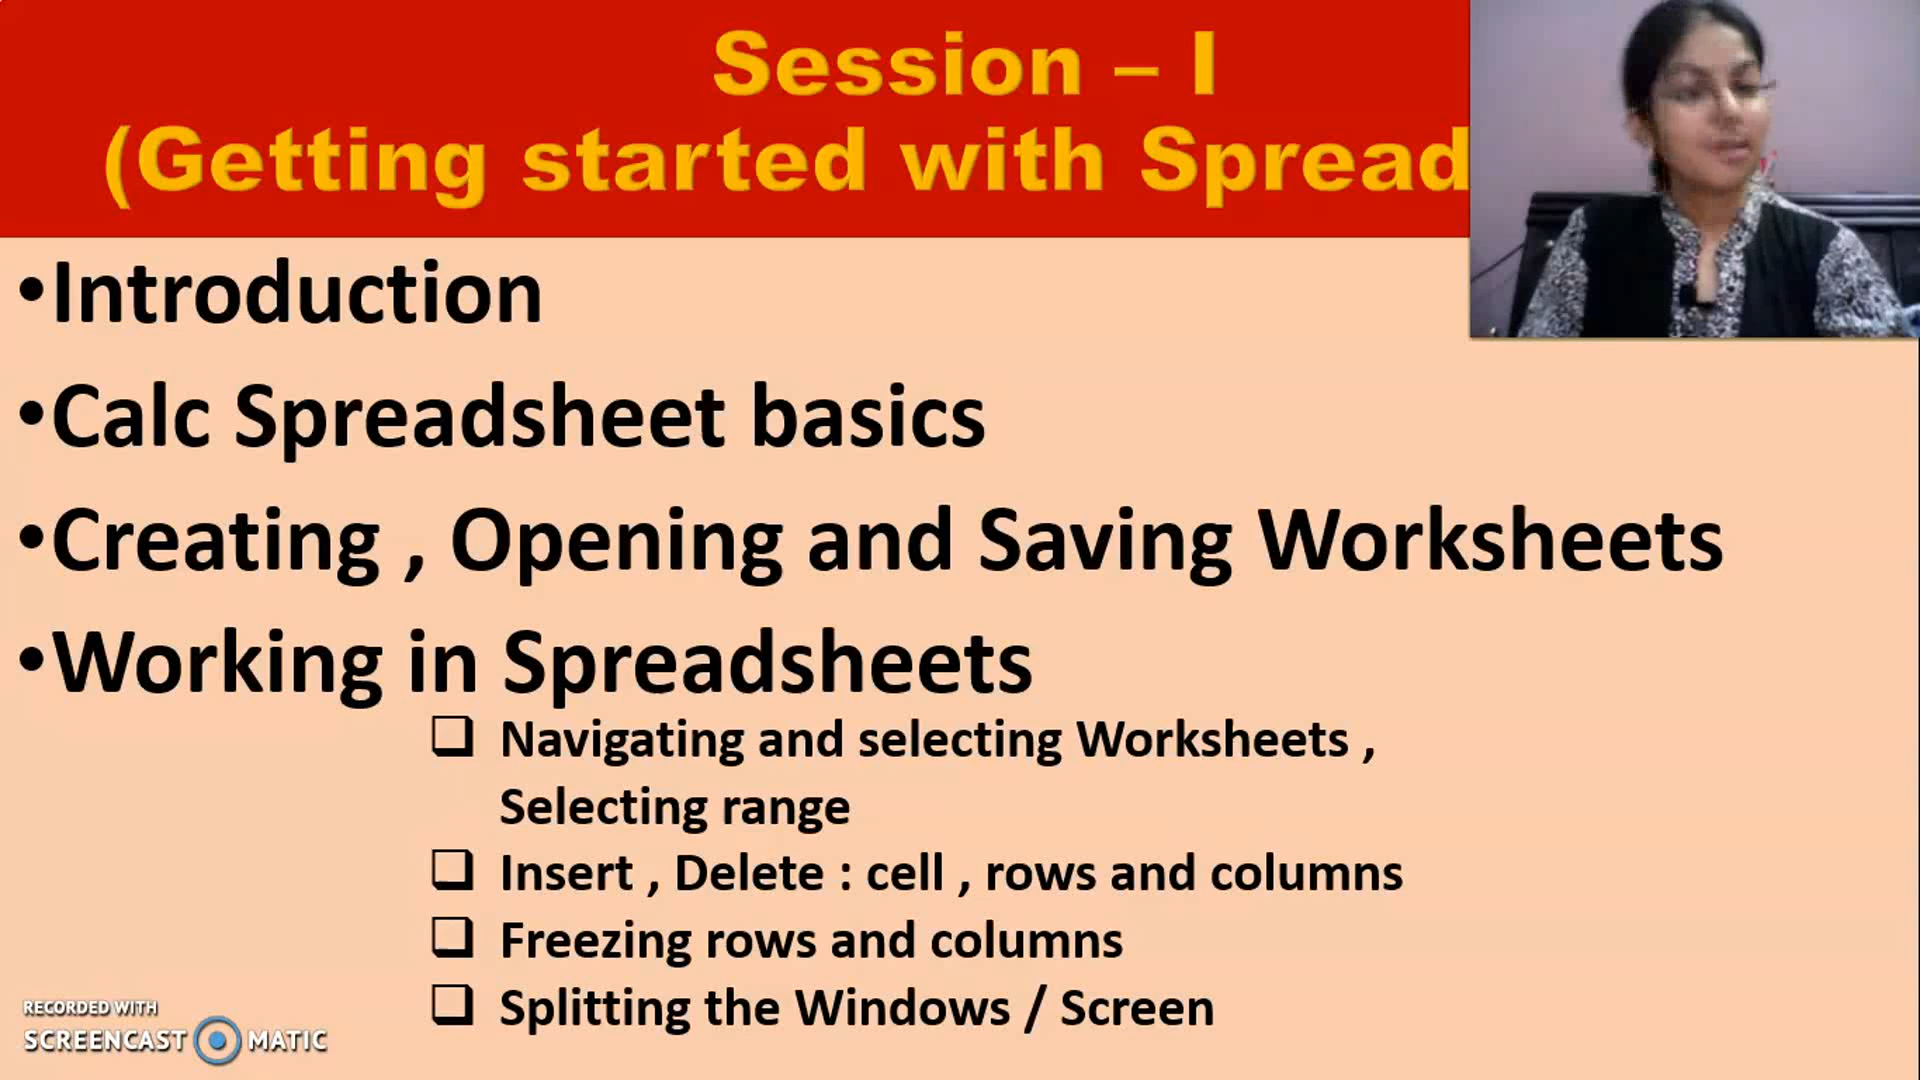 Session – I
(Getting started with Spread
•Introduction
•Calc Spreadsheet basics
•Creating , Opening and Saving Worksheets
•Working in Spreadsheets
❑ Navigating and selecting Worksheets ,
Selecting range
❑ Insert , Delete : cell , rows and columns
❑ Freezing rows and columns
❑ Splitting the Windows / Screen
RECORDED WITH
SCREENCAST MATIC